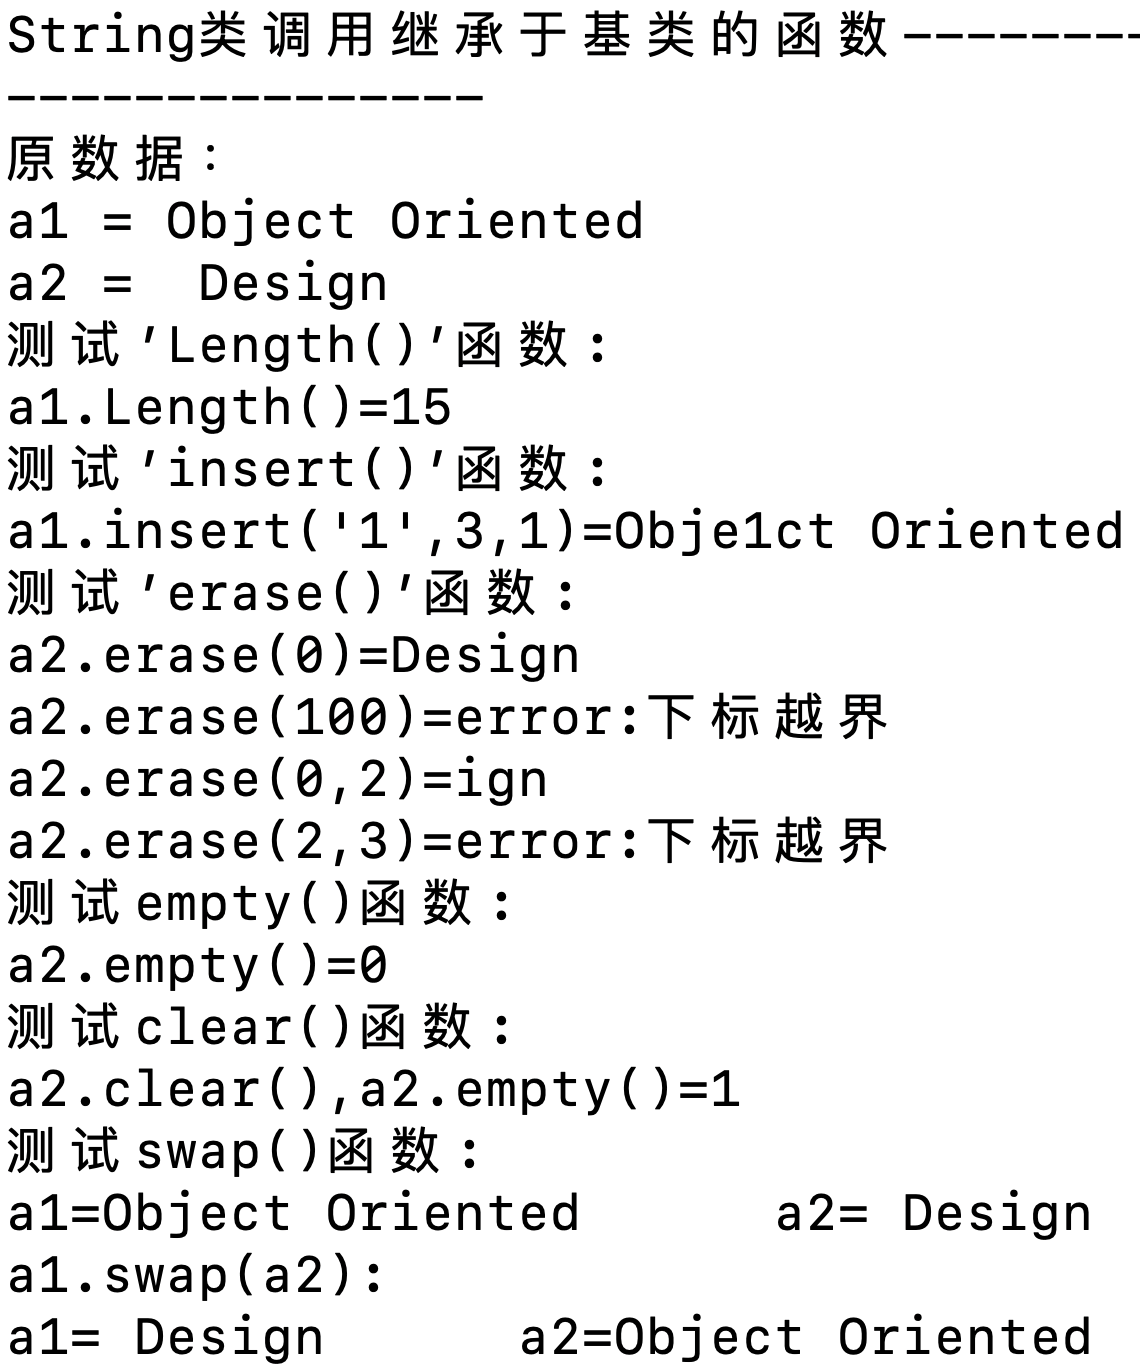 String类调用继承于基类的函数--------
---------------
原数据：
a1 = Object Oriented
a2 =  Design
测试’Length()’函数：
a1.Length()=15
测试’insert()’函数：
a1.insert('1',3,1)=Obje1ct Oriented
测试’erase()’函数：
a2.erase(0)=Design
a2.erase(100)=error:下标越界
a2.erase(0,2)=ign
a2.erase(2,3)=error:下标越界
测试empty()函数：
a2.empty()=0
测试clear()函数：
a2.clear(),a2.empty()=1
测试swap()函数：
a1=Object Oriented      a2= Design
a1.swap(a2):
a1= Design      a2=Object Oriented